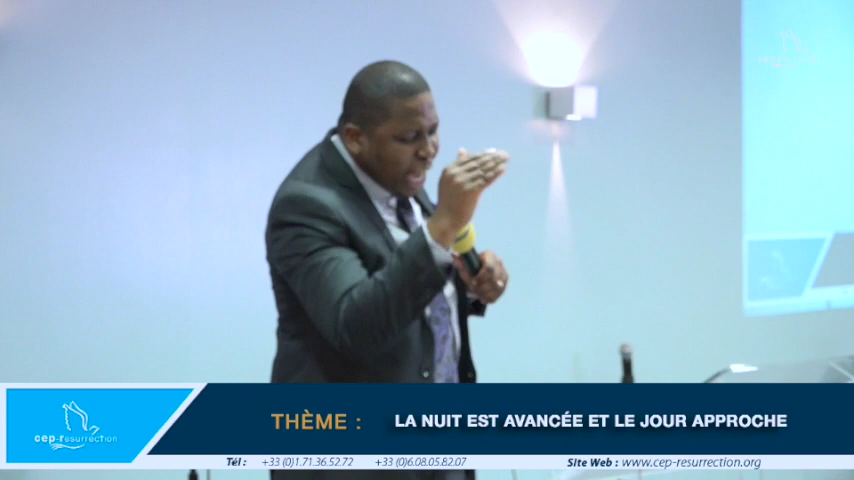 THÈME : LA NUIT EST AVANCÉE ET LE JOUR APPROCHE
cep-résurrection
Tél : +33 (0)1.71.36.52.72 +33 (0)6.08.05.82.07 Site Web : www.cep-resurrection.org